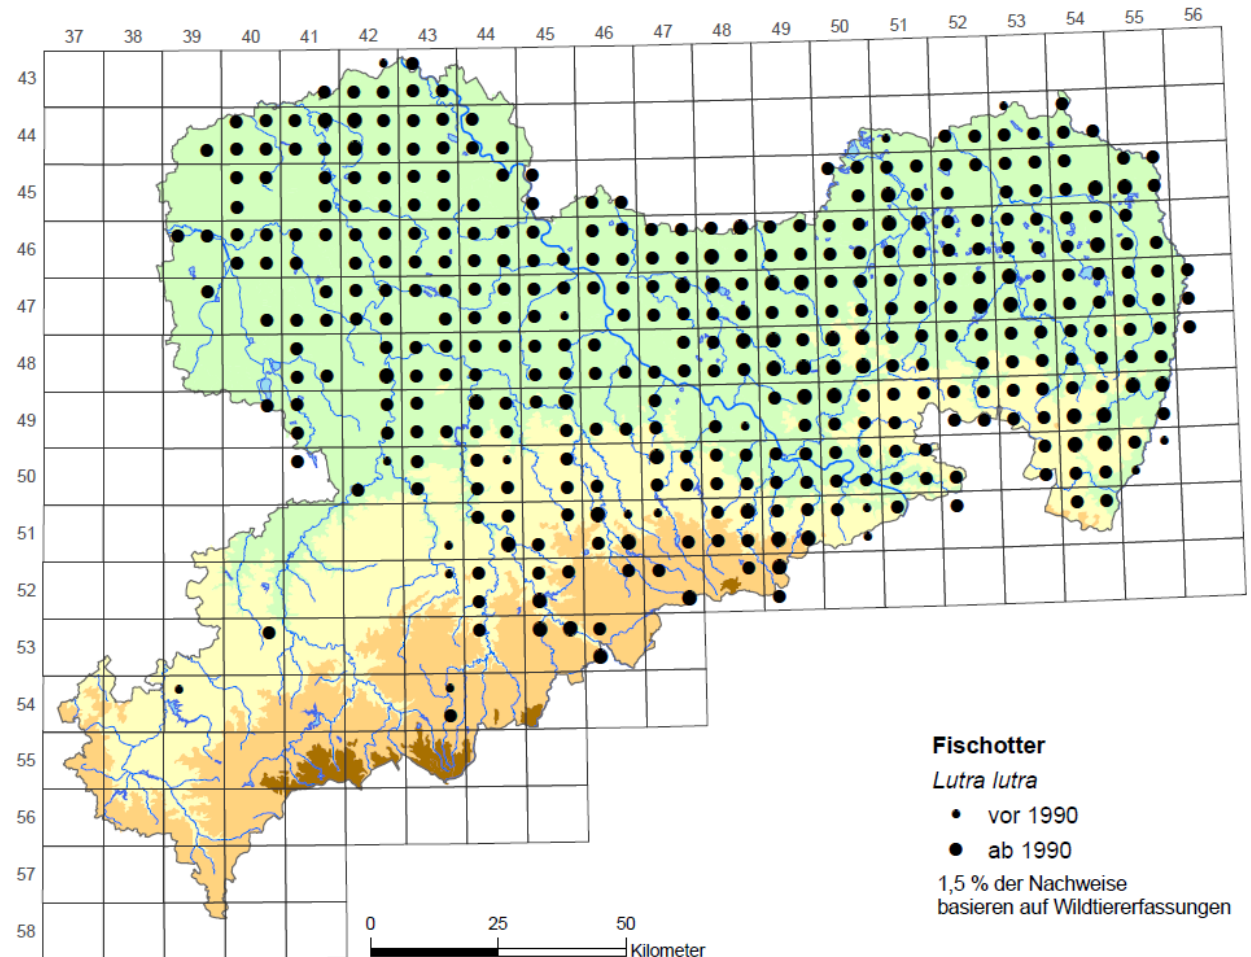 37 38 39 40 41 42 43 44 45 46 47 48 49 50 51 52 53 54 55 56
43
44
45
46
47
48
49
50
51
52
53
54
55
56
57
58
Fischotter
Lutra lutra
vor 1990
ab 1990
1,5 % der Nachweise
basieren auf Wildtiererfassungen
0 25 50
Kilometer